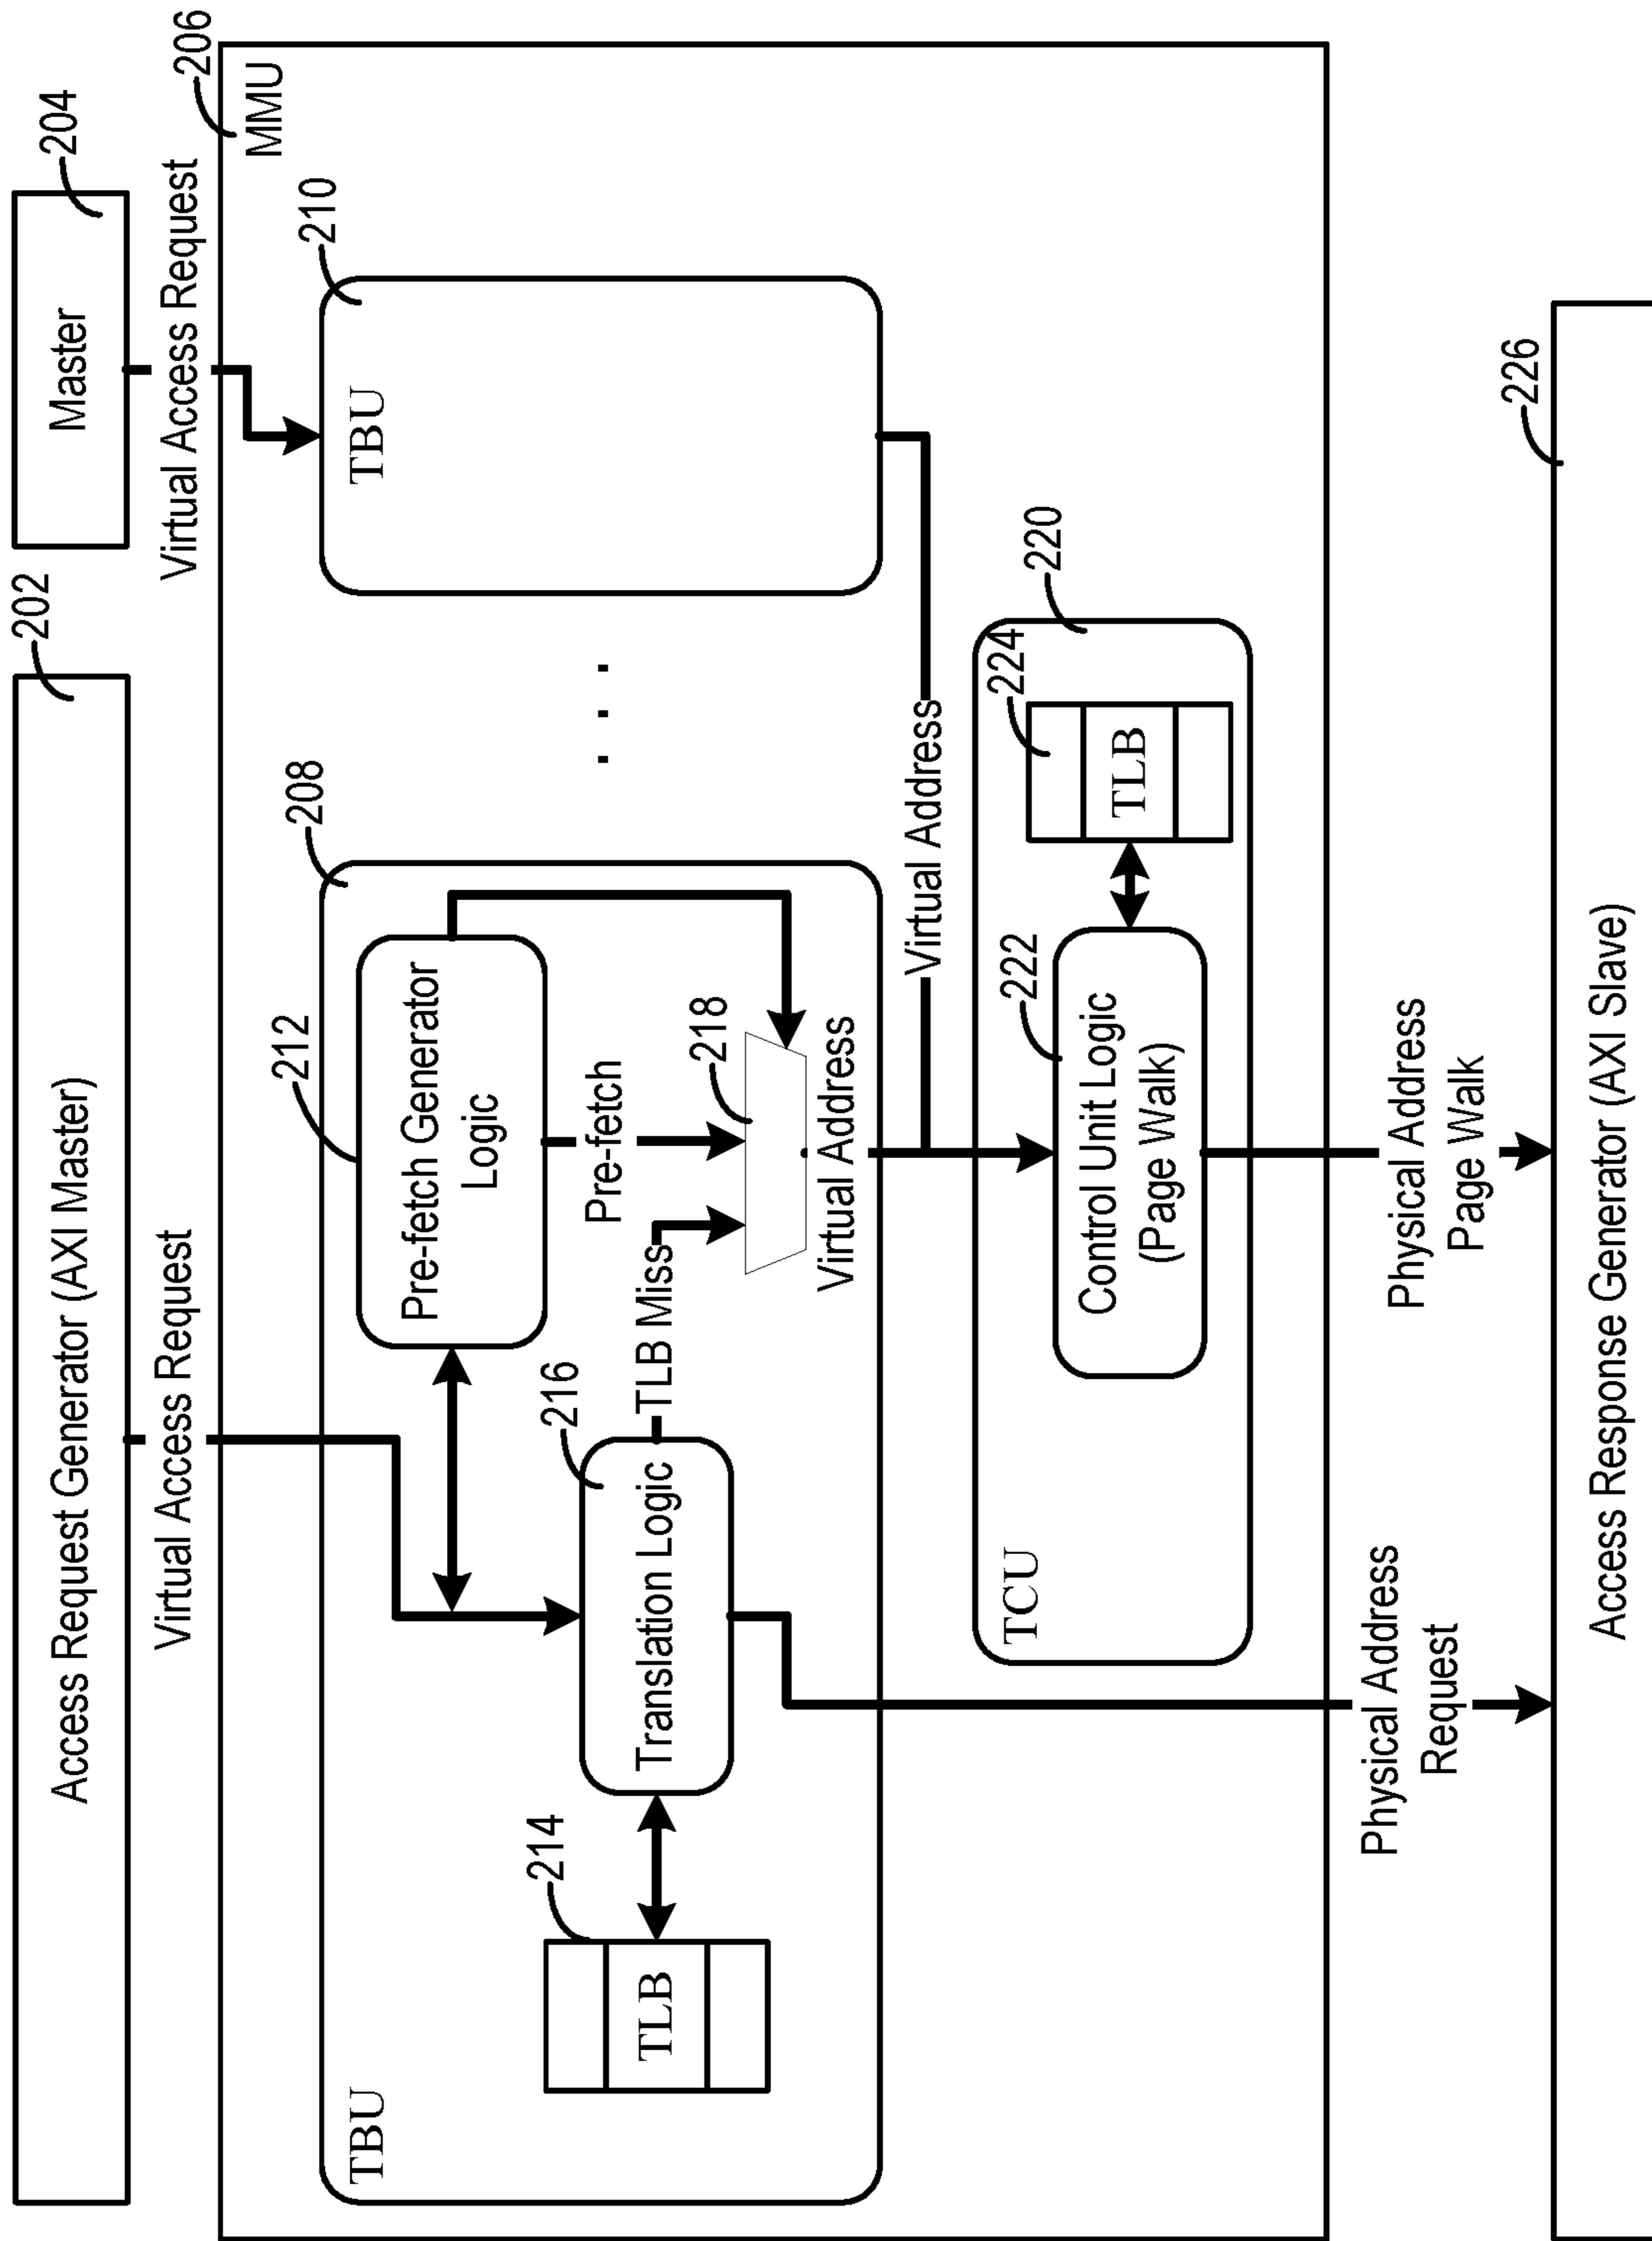 Access Request Generator (AXI Master)
202
Master
204
Virtual Access Request
Virtual Access Request
206
MMU
TBU
208
212
Pre-fetch Generator
Logic
214
TLB
216
Translation Logic
TLB Miss
Pre-fetch
218
Virtual Address
. . .
TBU
210
Virtual Address
TCU
220
222
Control Unit Logic
(Page Walk)
224
TLB
Physical Address
Request
Physical Address
Page Walk
226
Access Response Generator (AXI Slave)